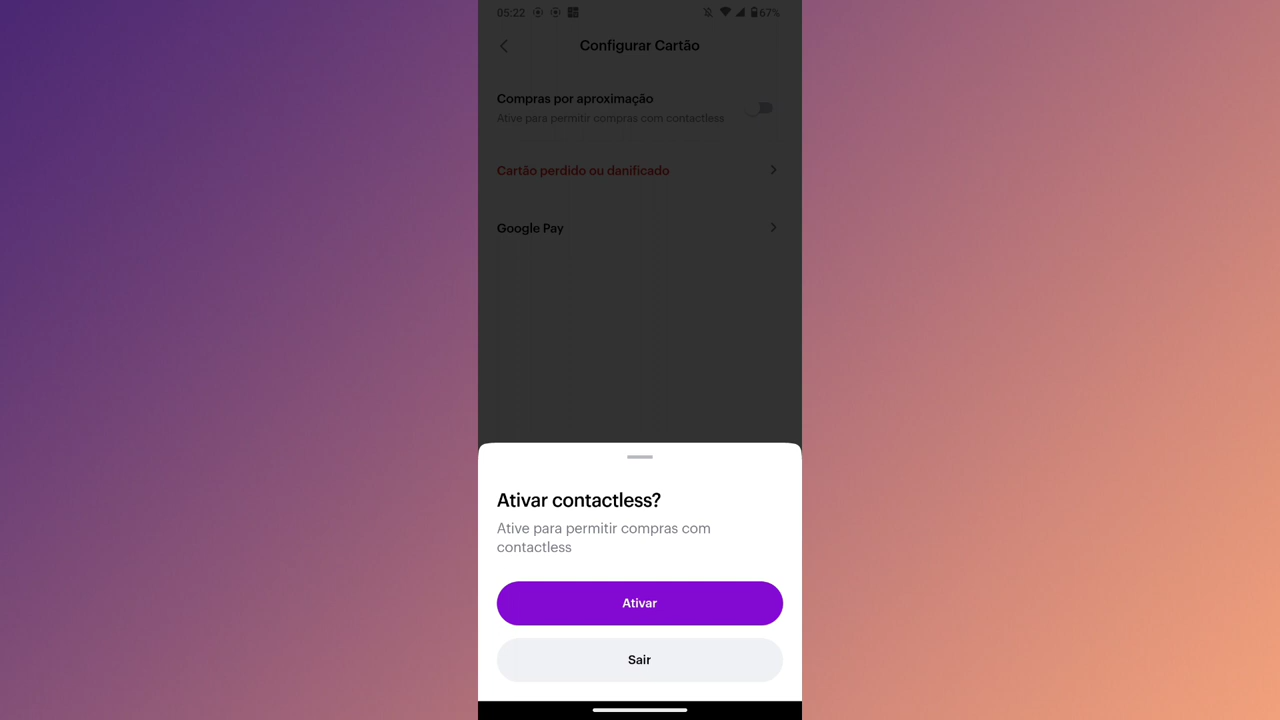 05:22 67%
Configurar Cartão
Compras por aproximação
Ative para permitir compras com contactless
Cartão perdido ou danificado
Google Pay
Ativar contactless?
Ative para permitir compras com
contactless
Ativar
Sair